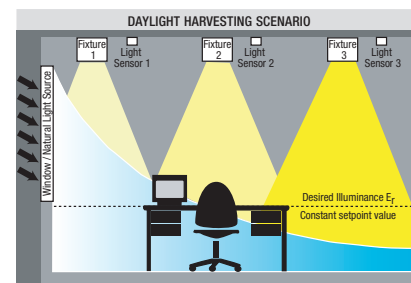 DAYLIGHT HARVESTING SCENARIO
Fixture
1
Light
Sensor 1
Fixture
2
Light
Sensor 2
Fixture
3
Light
Sensor 3
Window / Natural Light Source
Desired Illuminance Er
Constant setpoint value